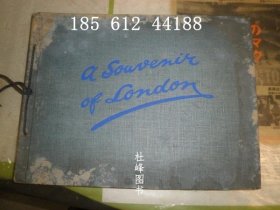 185 612 44188
a Souvenir
of London
杜峰图书